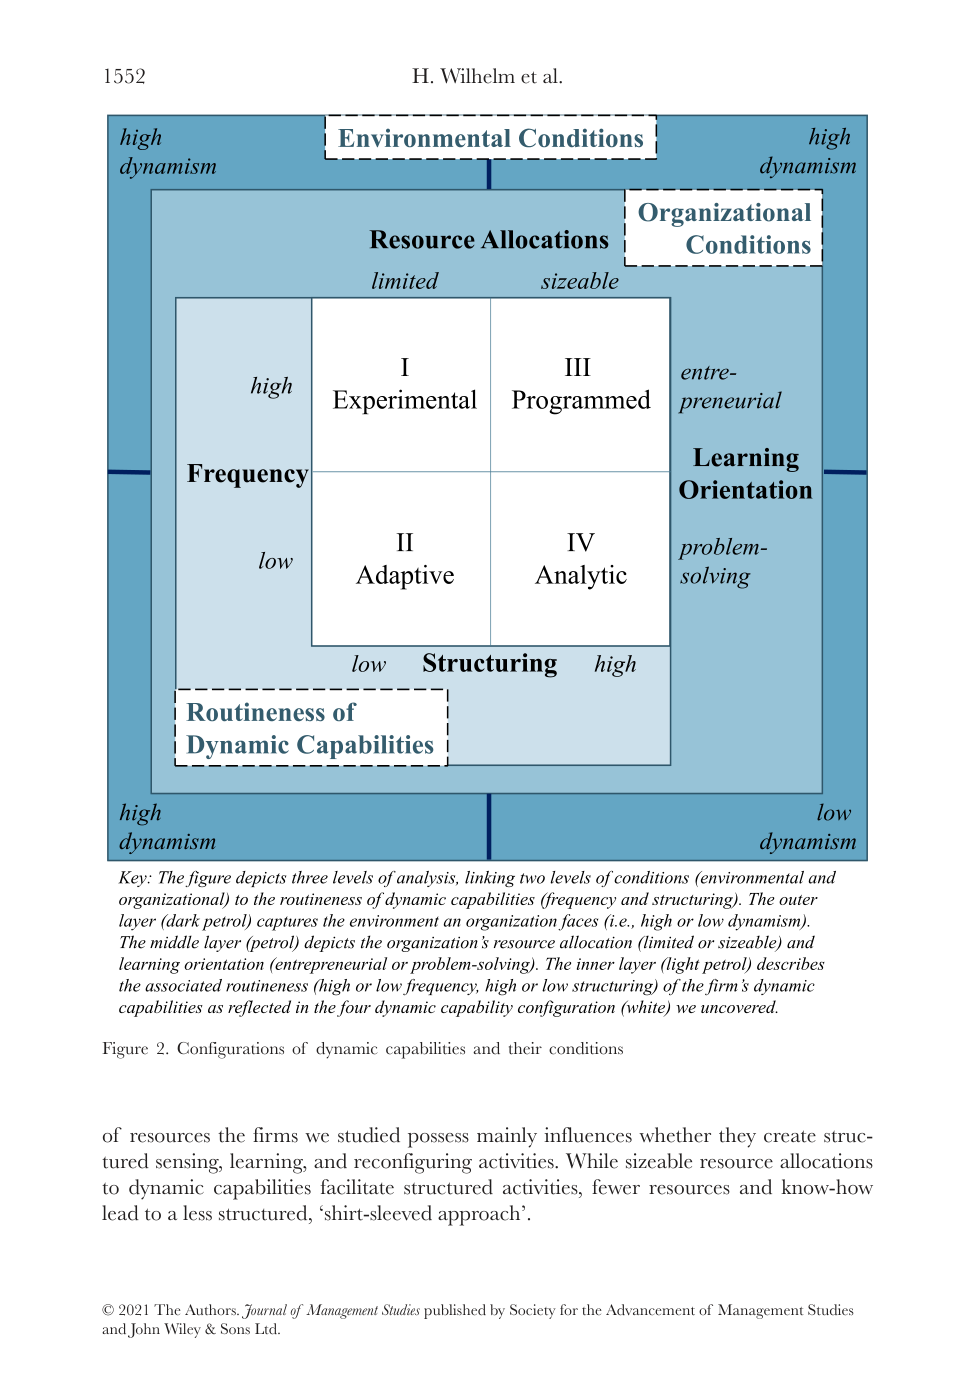 1552
H. Wilhelm et al.
high
dynamism
Environmental Conditions
high
dynamism
Organizational
Conditions
Resource Allocations
limited
sizeable
high
I
Experimental
III
Programmed
entre-
preneurial
Frequency
Learning
Orientation
low
II
Adaptive
IV
Analytic
problem-
solving
low
Structuring
high
Routineness of
Dynamic Capabilities
high
dynamism
low
dynamism
Key: The figure depicts three levels of analysis, linking two levels of conditions (environmental and
organizational) to the routineness of dynamic capabilities (frequency and structuring). The outer
layer (dark petrol) captures the environment an organization faces (i.e., high or low dynamism).
The middle layer (petrol) depicts the organization's resource allocation (limited or sizeable) and
learning orientation (entrepreneurial or problem-solving). The inner layer (light petrol) describes
the associated routineness (high or low frequency, high or low structuring) of the firm's dynamic
capabilities as reflected in the four dynamic capability configuration (white) we uncovered.
Figure 2. Configurations of dynamic capabilities and their conditions
of resources the firms we studied possess mainly influences whether they create struc-
tured sensing, learning, and reconfiguring activities. While sizeable resource allocations
to dynamic capabilities facilitate structured activities, fewer resources and know-how
lead to a less structured, ‘shirt-sleeved approach’.
© 2021 The Authors. Journal of Management Studies published by Society for the Advancement of Management Studies
and John Wiley & Sons Ltd.